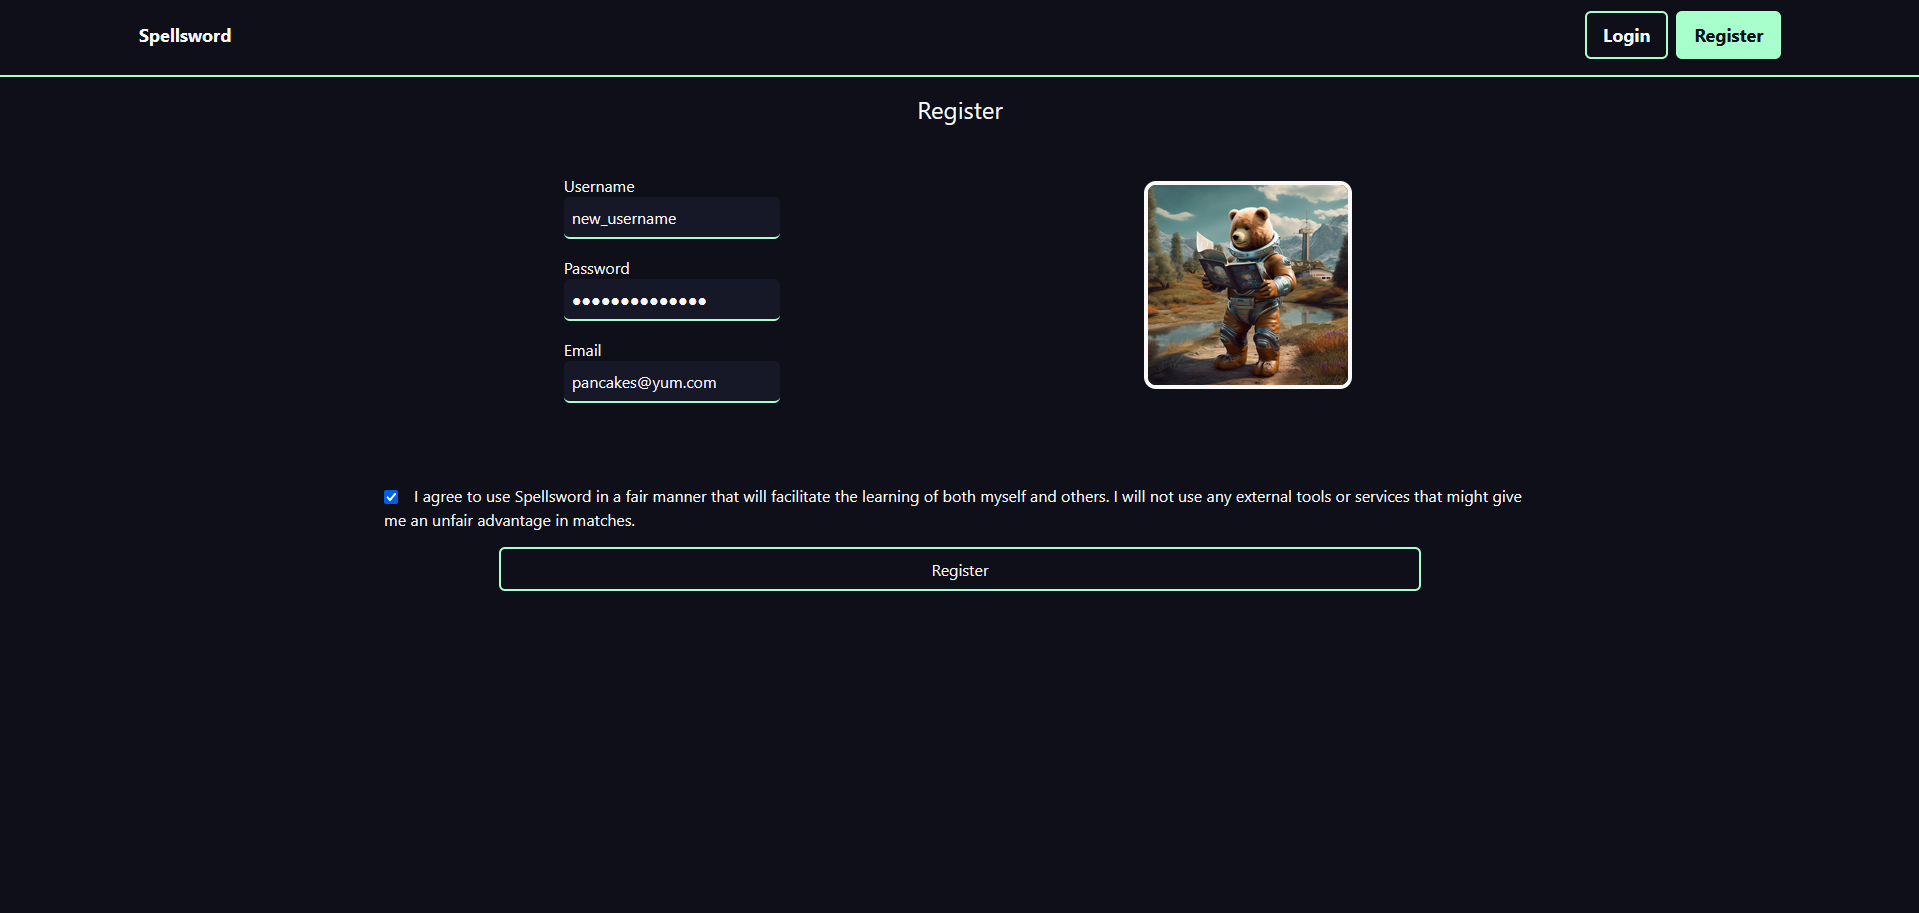 Spellsword
Login
Register
Register
Username
new_username
Password
●●●●●●●●●●●●●●
Email
pancakes@yum.com
I agree to use Spellsword in a fair manner that will facilitate the learning of both myself and others. I will not use any external tools or services that might give
me an unfair advantage in matches.
Register